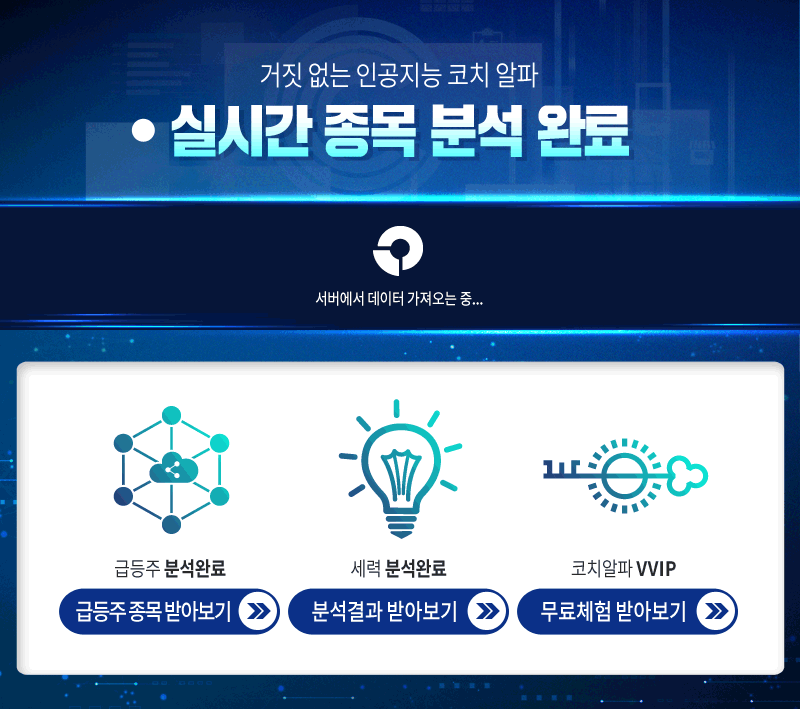 거짓 없는 인공지능 코치 알파
• 실시간 종목 분석 완료
서버에서 데이터 가져오는 중...
급등주 분석완료
세력 분석완료
코치알파 VVIP
급등주 종목 받아보기
분석결과 받아보기
무료체험 받아보기